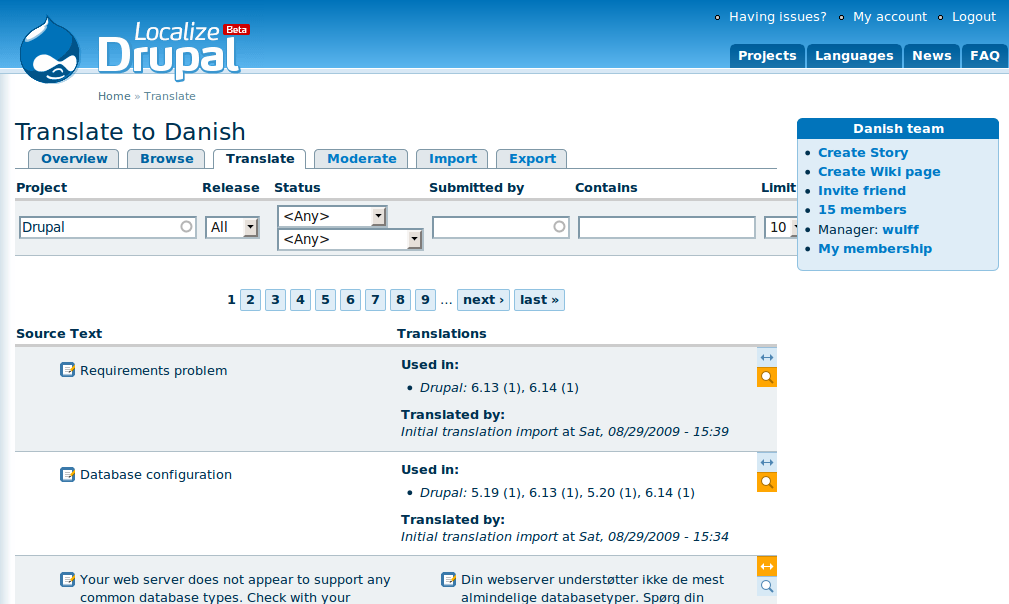 Having issues? My account Logout
Localize Beta
Drupal
Projects Languages News FAQ
Home » Translate
Translate to Danish
Overview Browse Translate Moderate Import Export
Project Release Status Submitted by Contains Limit
Drupal All <Any> 10
<Any>
Danish team
Create Story
Create Wiki page
Invite friend
15 members
Manager: wulff
My membership
1 2 3 4 5 6 7 8 9 ... next › last »
Source Text Translations
Requirements problem
Used in:
Drupal: 6.13 (1), 6.14 (1)
Translated by:
Initial translation import at Sat, 08/29/2009 - 15:39
Database configuration
Used in:
Drupal: 5.19 (1), 6.13 (1), 5.20 (1), 6.14 (1)
Translated by:
Initial translation import at Sat, 08/29/2009 - 15:34
Your web server does not appear to support any
common database types. Check with your
Din webserver understøtter ikke de mest
almindelige databasetyper. Spørg din